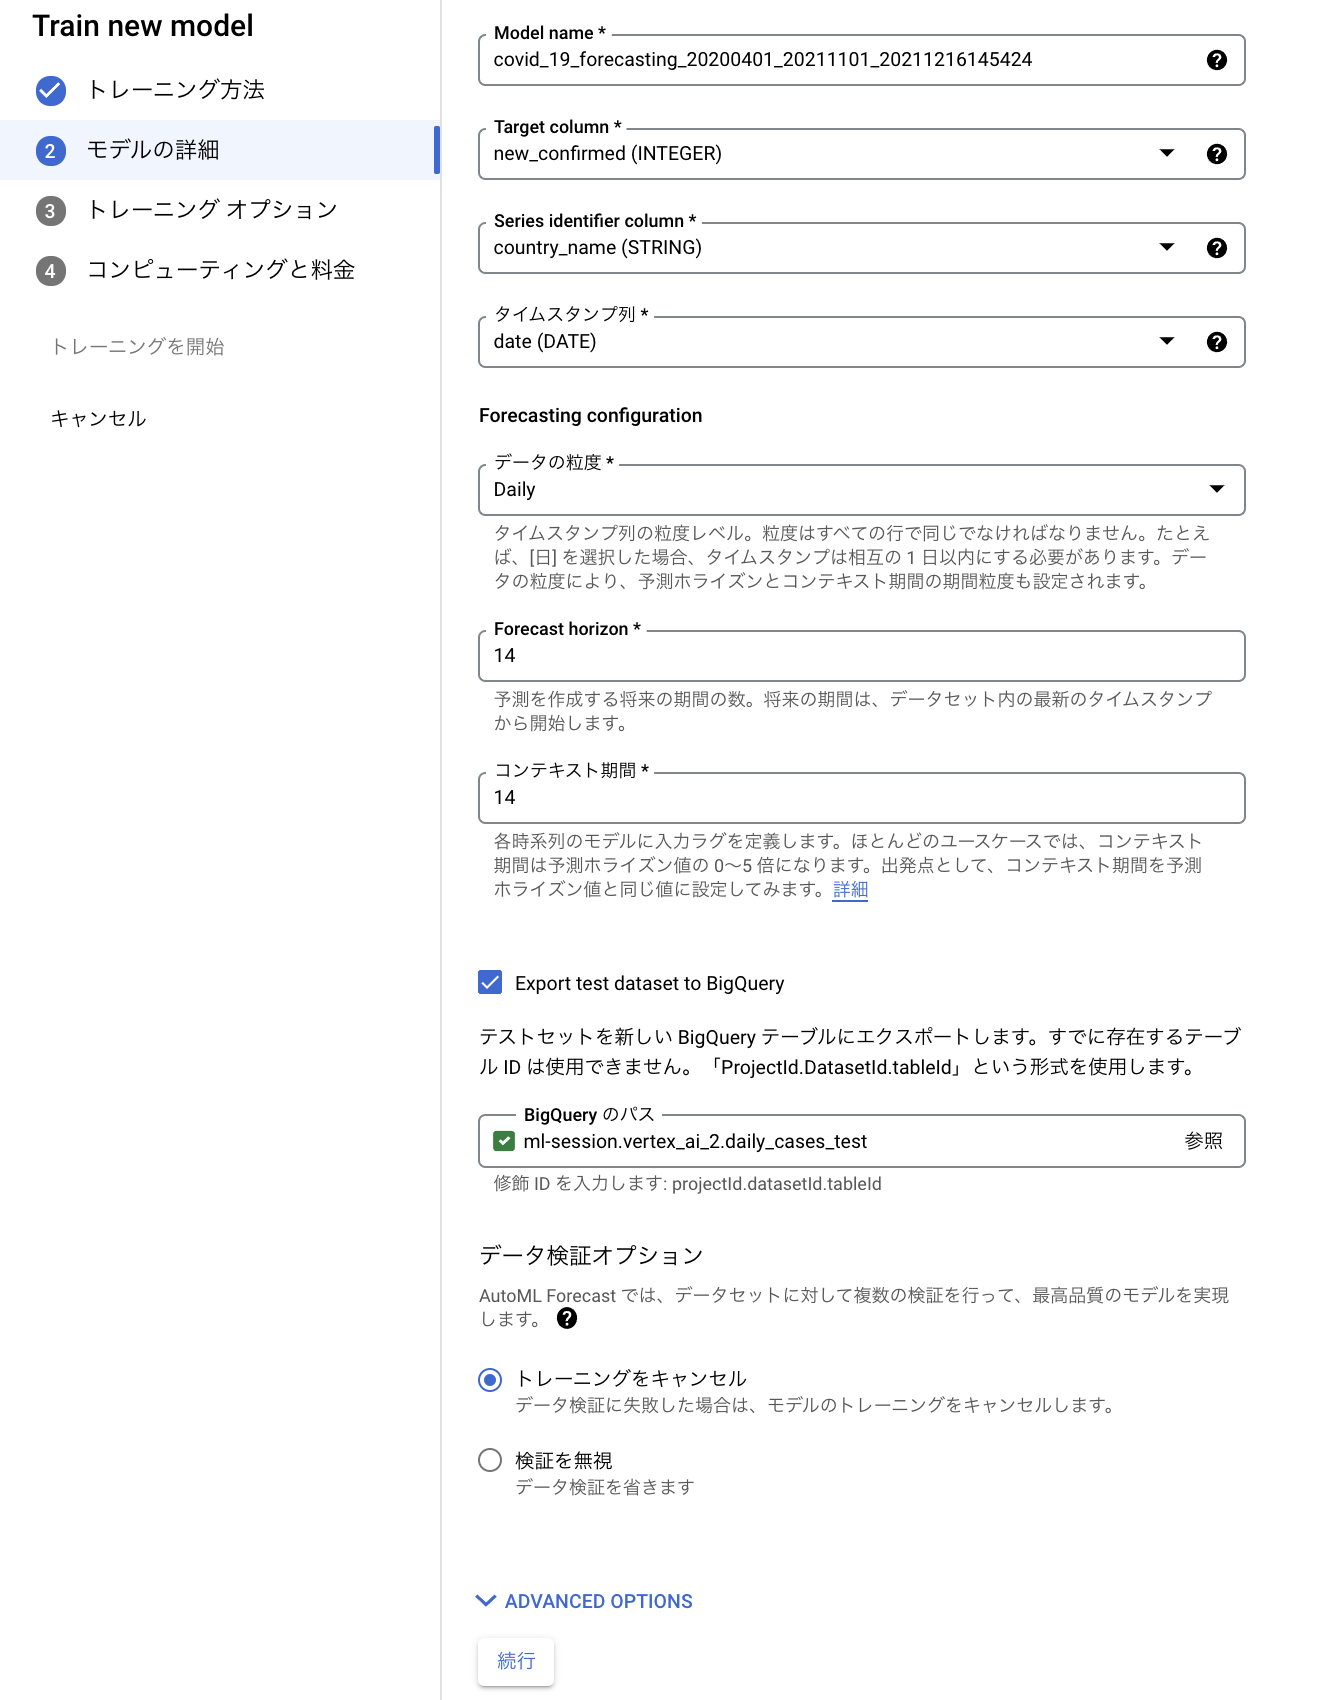 Train new model
トレーニング方法
2 モデルの詳細
3 トレーニング オプション
4 コンピューティングと料金
トレーニングを開始
キャンセル
Model name *
covid_19_forecasting_20200401_20211101_20211216145424
Target column *
new_confirmed (INTEGER)
Series identifier column *
country_name (STRING)
タイムスタンプ列 *
date (DATE)
Forecasting configuration
データの粒度 *
Daily
タイムスタンプ列の粒度レベル。粒度はすべての行で同じでなければなりません。たとえ
ば、[日] を選択した場合、タイムスタンプは相互の 1 日以内にする必要があります。デー
タの粒度により、予測ホライズンとコンテキスト期間の期間粒度も設定されます。
Forecast horizon *
14
予測を作成する将来の期間の数。将来の期間は、データセット内の最新のタイムスタンプ
から開始します。
コンテキスト期間 *
14
各時系列のモデルに入力ラグを定義します。ほとんどのユースケースでは、コンテキスト
期間は予測ホライズン値の 0〜5 倍になります。出発点として、コンテキスト期間を予測
ホライズン値と同じ値に設定してみます。詳細
Export test dataset to BigQuery
テストセットを新しい BigQuery テーブルにエクスポートします。すでに存在するテーブ
ル ID は使用できません。「ProjectId.DatasetId.tableId」という形式を使用します。
BigQuery のパス
ml-session.vertex_ai_2.daily_cases_test 参照
修飾 ID を入力します: projectId.datasetId.tableId
データ検証オプション
AutoML Forecast では、データセットに対して複数の検証を行って、最高品質のモデルを実現
します。 ?
トレーニングをキャンセル
データ検証に失敗した場合は、モデルのトレーニングをキャンセルします。
検証を無視
データ検証を省きます
ADVANCED OPTIONS
続行